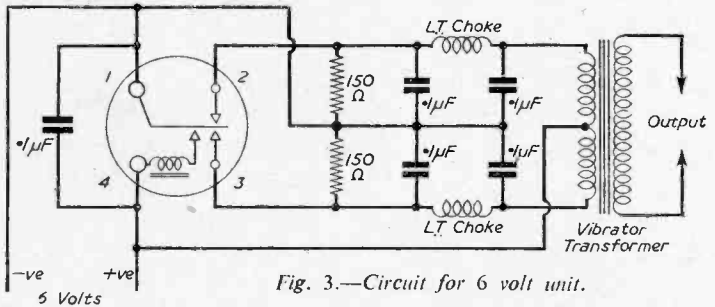 1
2
3
4
·1µF
150
Ω
150
Ω
LT Choke
·1µF
·1µF
·1µF
·1µF
LT Choke
Output
Vibrator
Transformer
-ve
+ve
6 Volts
Fig. 3.—Circuit for 6 volt unit.